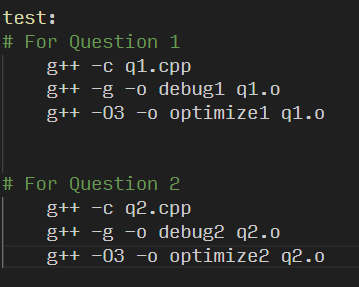 test:
# For Question 1
g++ -c q1.cpp
g++ -g -o debug1 q1.o
g++ -O3 -o optimize1 q1.o
# For Question 2
g++ -c q2.cpp
g++ -g -o debug2 q2.o
g++ -O3 -o optimize2 q2.o